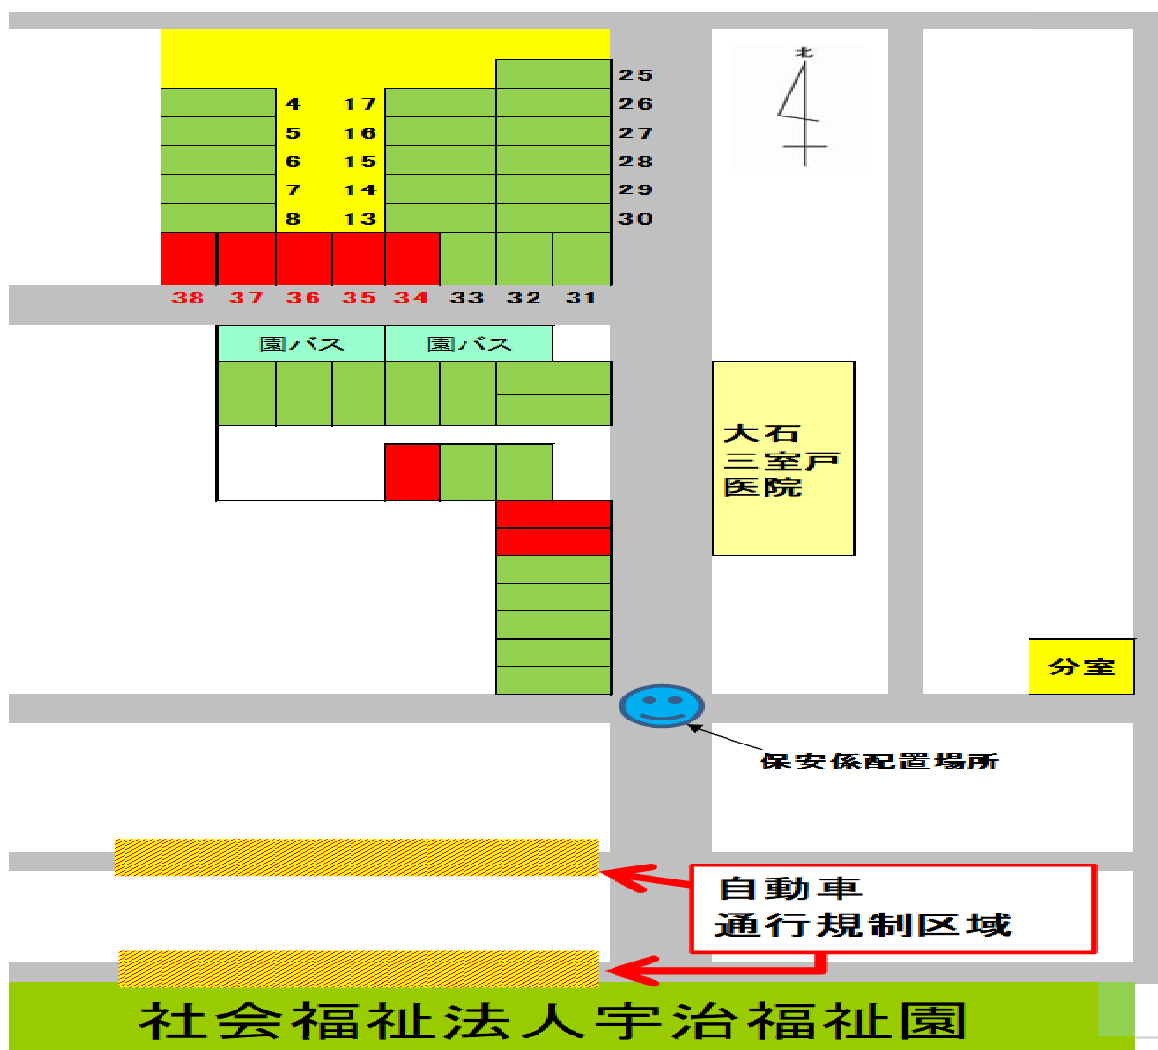 北
25
4 17 26
5 16 27
6 15 28
7 14 29
8 13 30
38 37 36 35 34 33 32 31
園バス 園バス
大石
三室戸
医院
分室
保安係配置場所
自動車
通行規制区域
社会福祉法人宇治福祉園